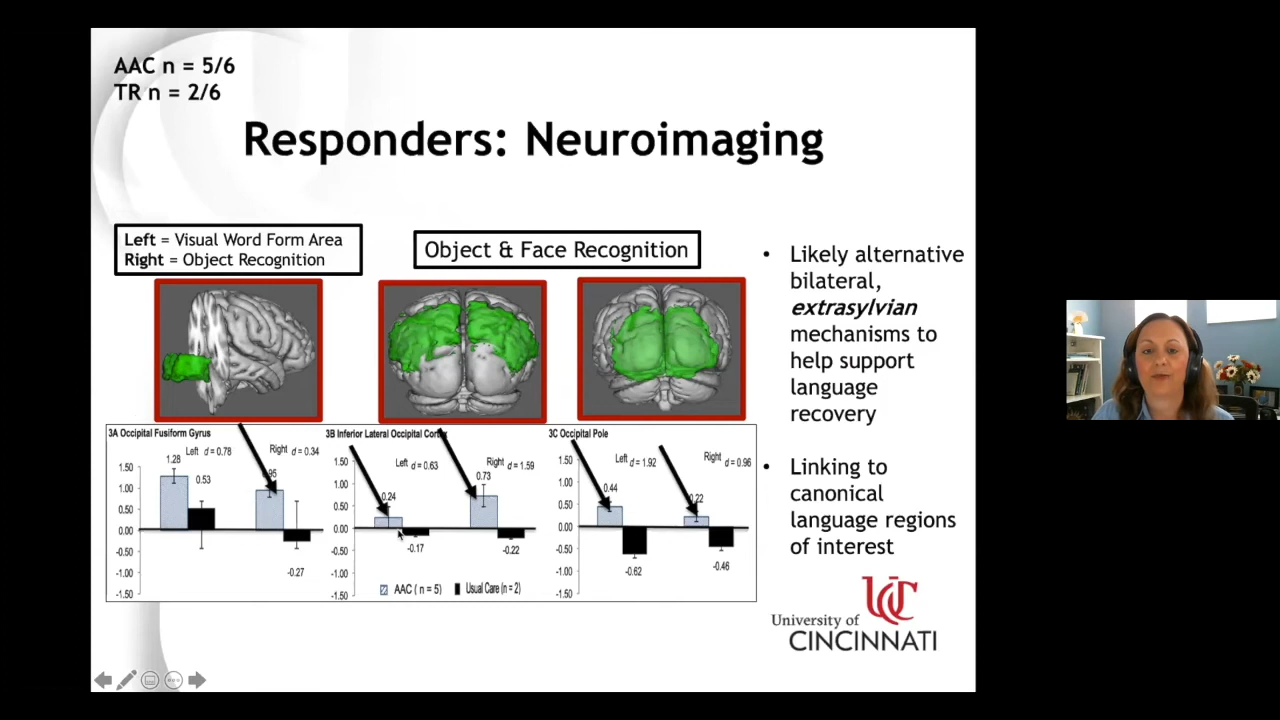 AAC n = 5/6
TR n = 2/6
Responders: Neuroimaging
Left = Visual Word Form Area
Right = Object Recognition
Object & Face Recognition
3A Occipital Fusiform Gyrus
Left d = 0.78
Right d = 0.34
1.28
0.53
-0.27
1.50
1.00
0.50
0.00
-0.50
-1.00
-1.50
3B Inferior Lateral Occipital
Left d = 0.63
Right d = 1.59
0.24
-0.17
0.73
-0.22
1.50
1.00
0.50
0.00
-0.50
1.00
-1.50
AAC ( n = 5)
Usual Care (n = 2)
3C Occipital Pole
Left d = 1.92
Right d = 0.96
0.44
-0.62
-0.46
1.50
1.00
0.50
0.00
-0.50
-1.00
-1.50
• Likely alternative
bilateral,
extrasylvian
mechanisms to
help support
language
recovery
• Linking to
canonical
language regions
of interest
UC
University of
CINCINNATI